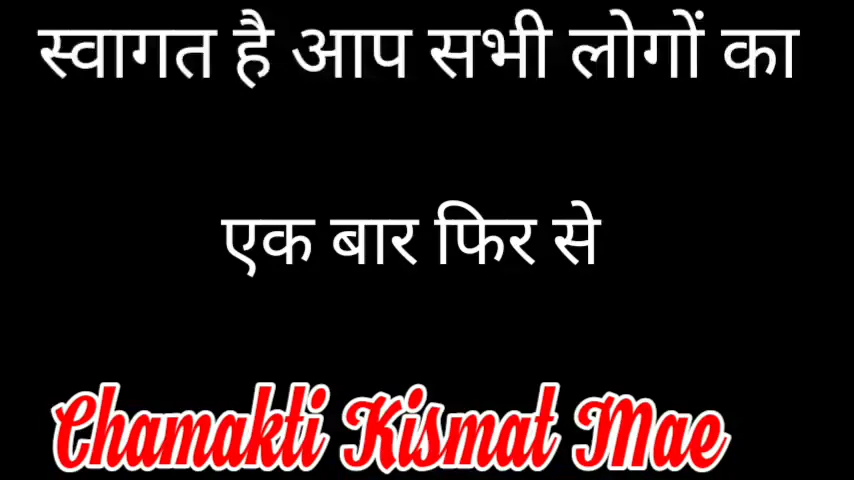 स्वागत है आप सभी लोगों का
एक बार फिर से
Chamakti Kismat Mae